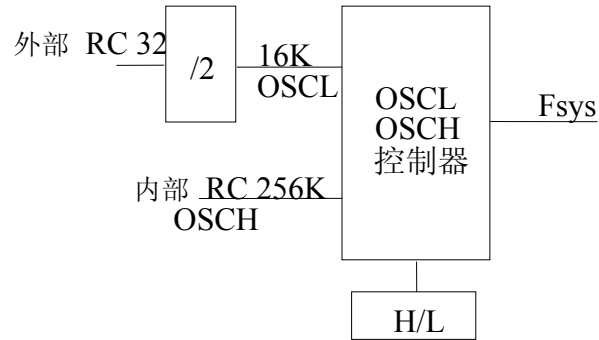 外部 RC 32
/2
16K
OSCL
OSCL
OSCH
控制器
Fsys
内部 RC 256K
OSCH
H/L